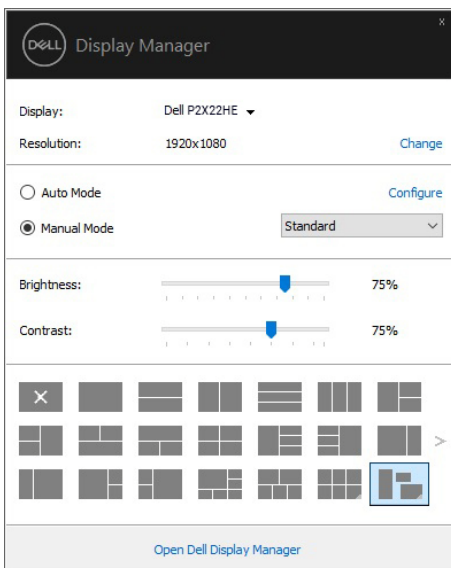 x
DELL Display Manager
Display: Dell P2X22HE
Resolution: 1920x1080 Change
Auto Mode Configure
Manual Mode Standard
Brightness: 75%
Contrast: 75%
Open Dell Display Manager